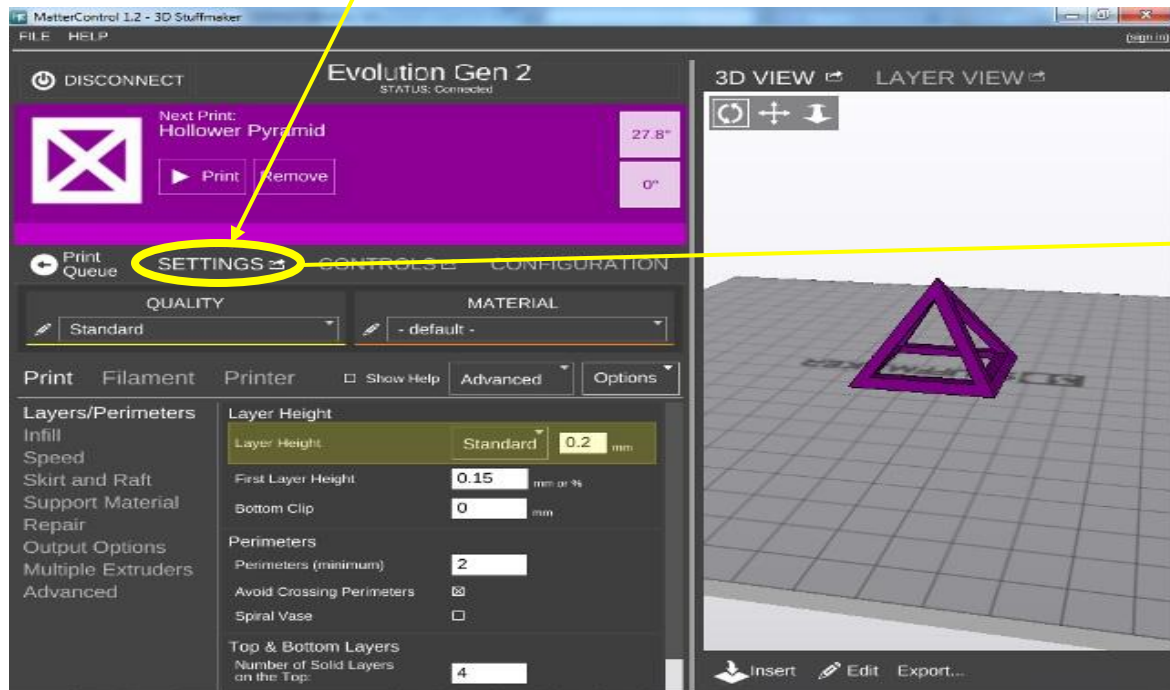 MatterControl 1.2 - 3D Stuffmaker
FILE HELP
(sign in)
DISCONNECT
Evolution Gen 2
STATUS: Connected
Next Print:
Hollower Pyramid
Print Remove
27.8°
0°
3D VIEW LAYER VIEW
Print
Queue
SETTINGS CONTROLS CONFIGURATION
QUALITY MATERIAL
Standard - default -
Print Filament Printer Show Help Advanced Options
Layers/Perimeters
Infill
Speed
Skirt and Raft
Support Material
Repair
Output Options
Multiple Extruders
Advanced
Layer Height
Layer Height Standard 0.2 mm
First Layer Height 0.15 mm or %
Bottom Clip 0 mm
Perimeters
Perimeters (minimum) 2
Avoid Crossing Perimeters
Spiral Vase
Top & Bottom Layers
Number of Solid Layers
on the Top: 4
Insert Edit Export...